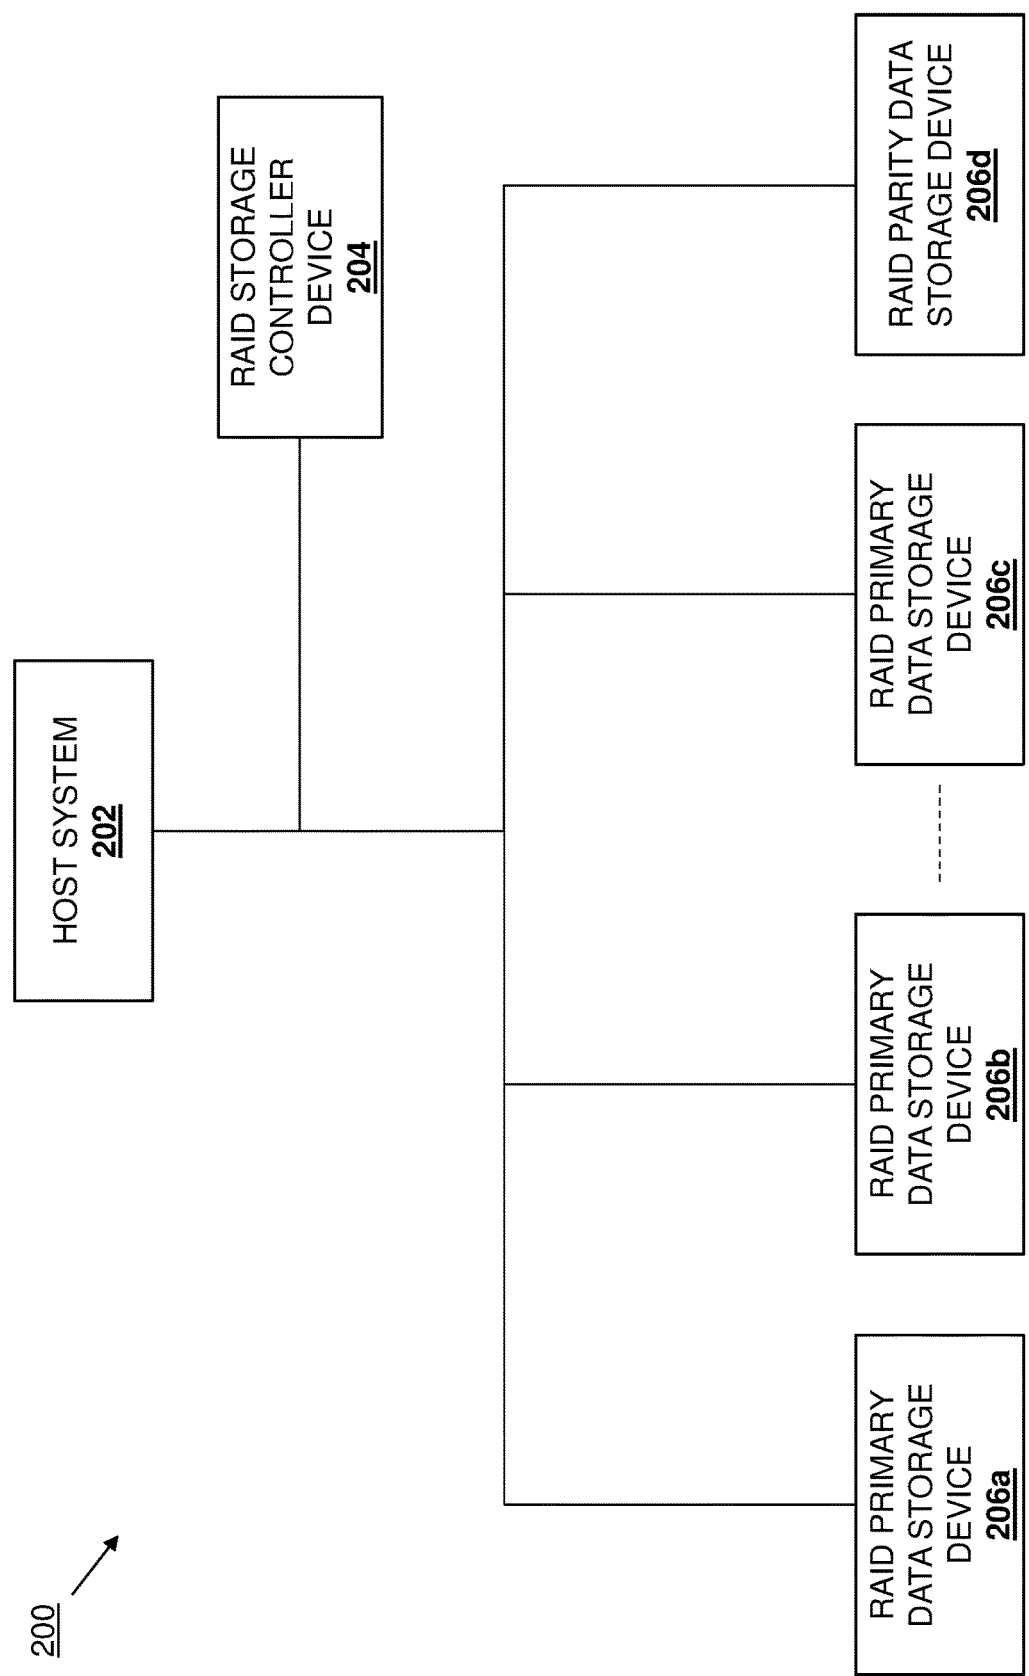 200
HOST SYSTEM
202
RAID STORAGE
CONTROLLER
DEVICE
204
RAID PRIMARY
DATA STORAGE
DEVICE
206a
RAID PRIMARY
DATA STORAGE
DEVICE
206b
RAID PRIMARY
DATA STORAGE
DEVICE
206c
RAID PARITY DATA
STORAGE DEVICE
206d